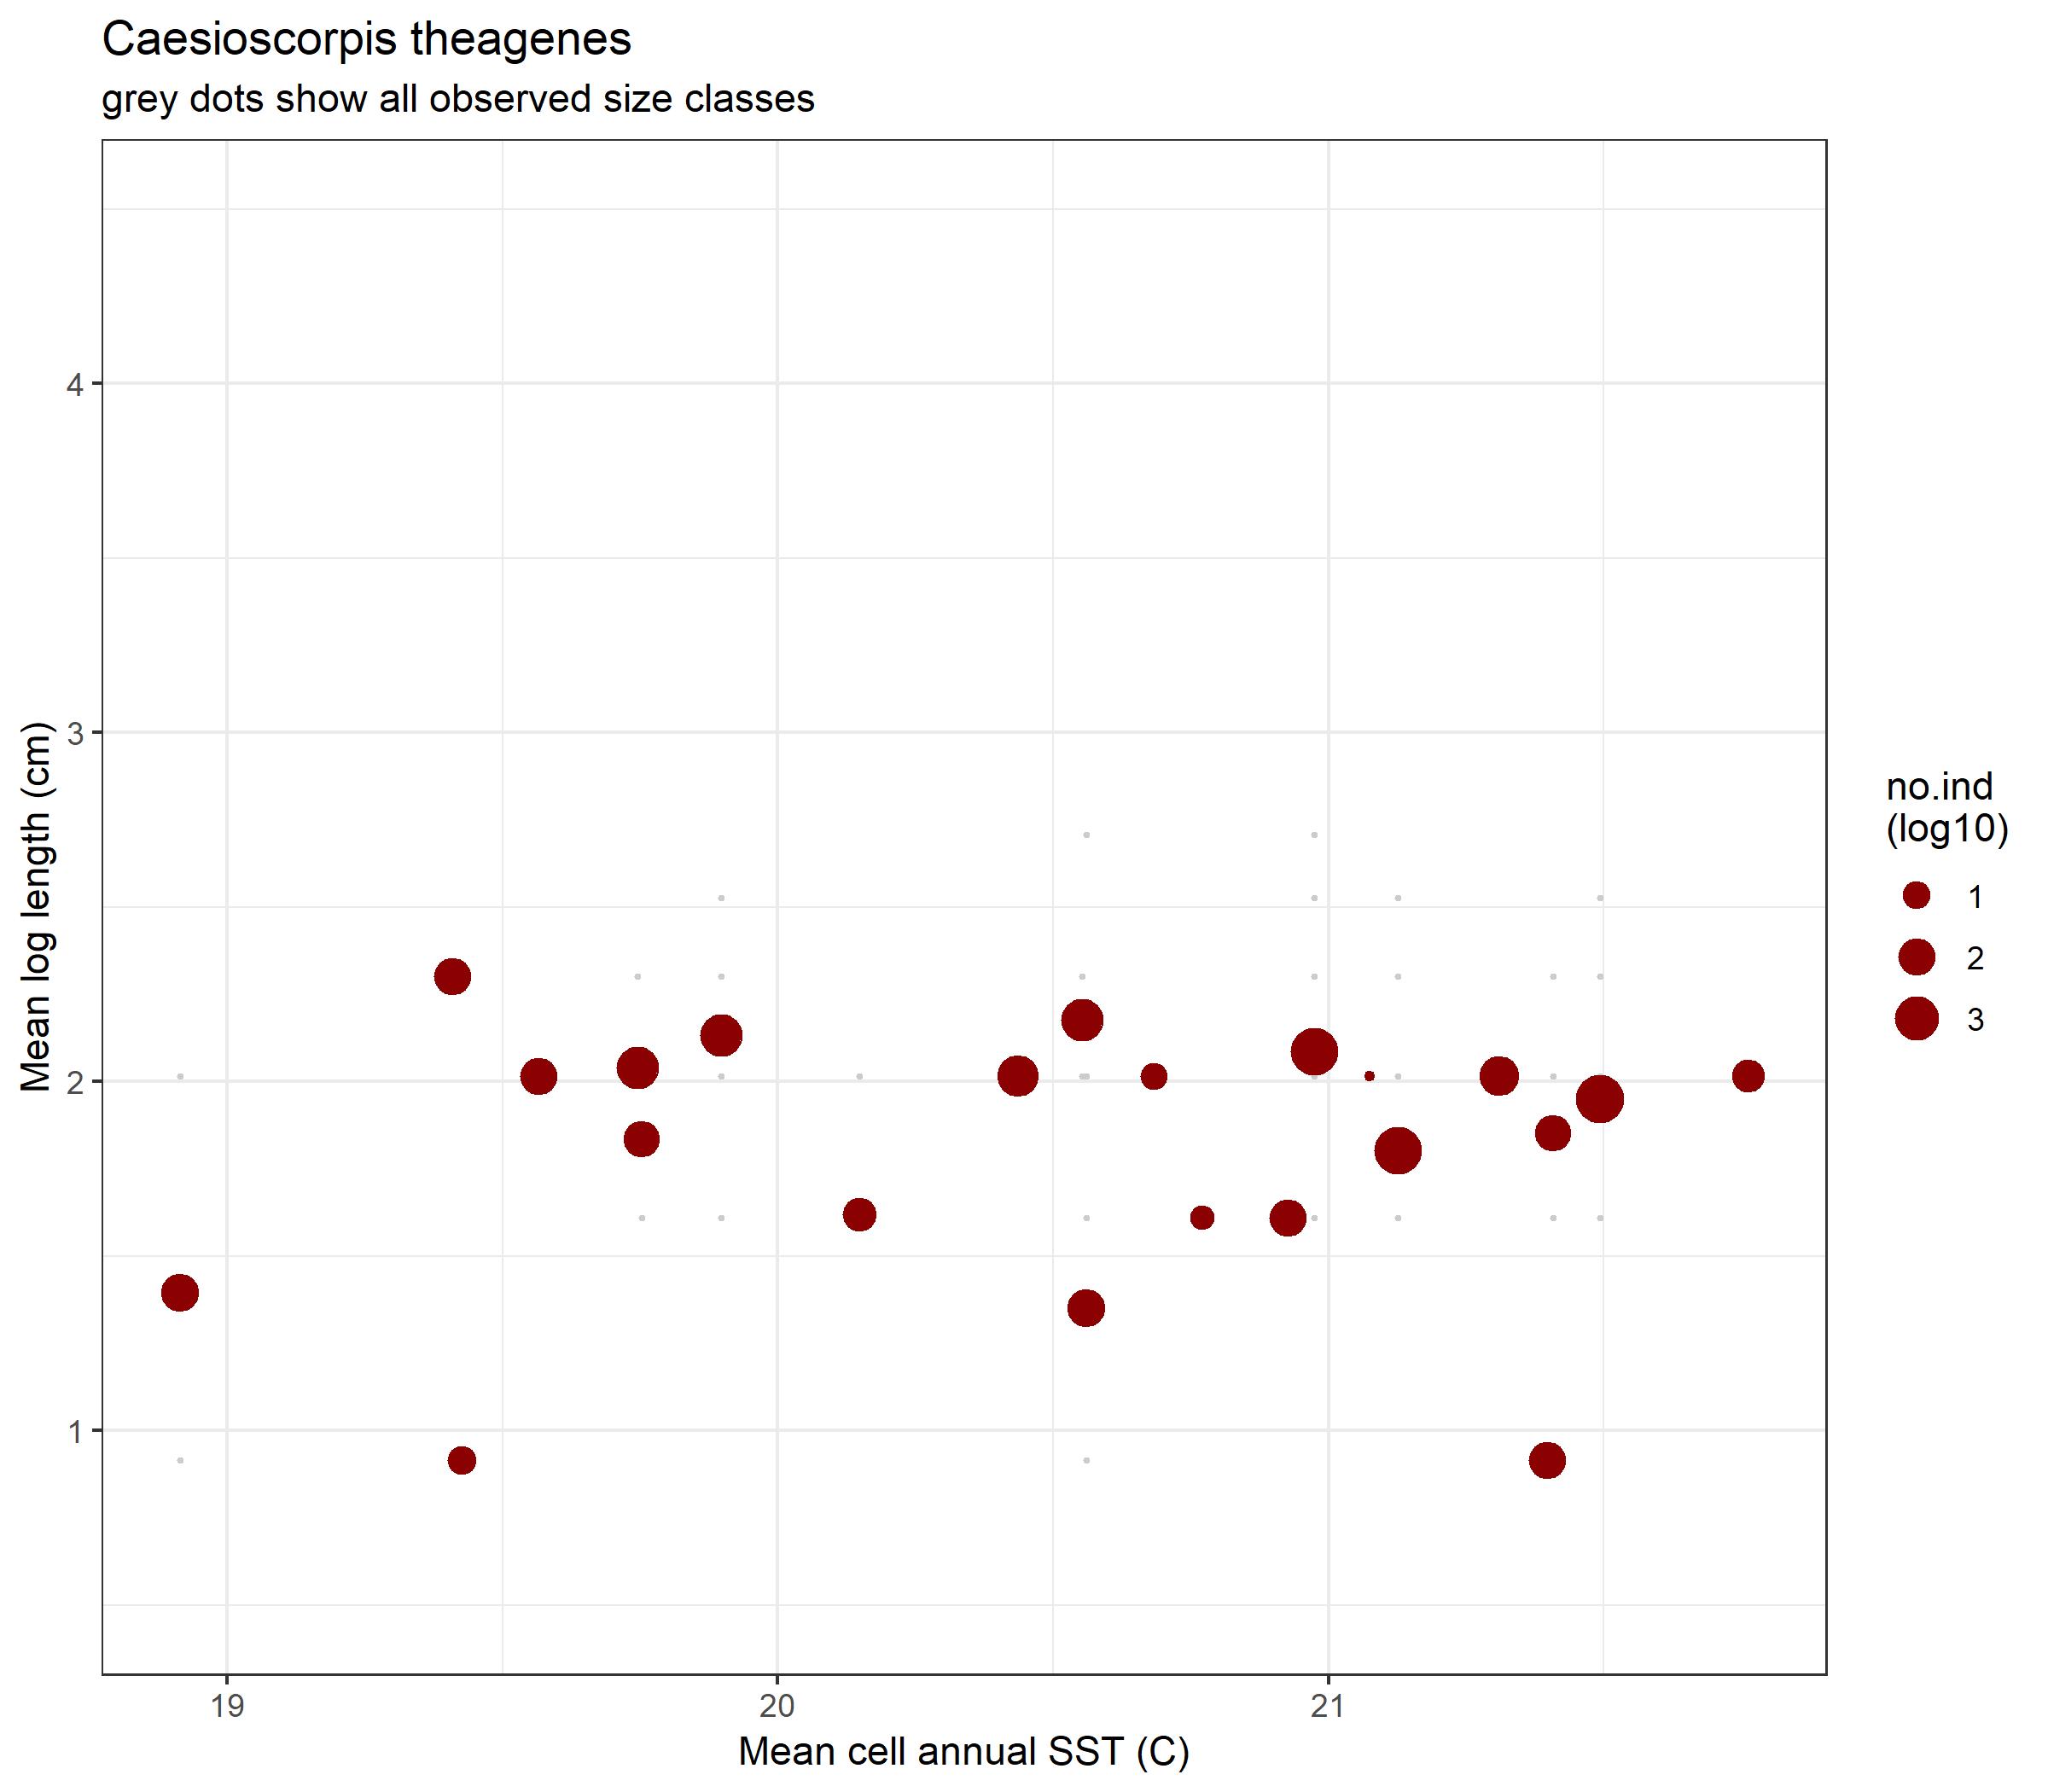 Caesioscorpis theagenes
grey dots show all observed size classes
Mean log length (cm)
4
3
2
1
19
20
21
Mean cell annual SST (C)
no.ind
(log10)
1
2
3